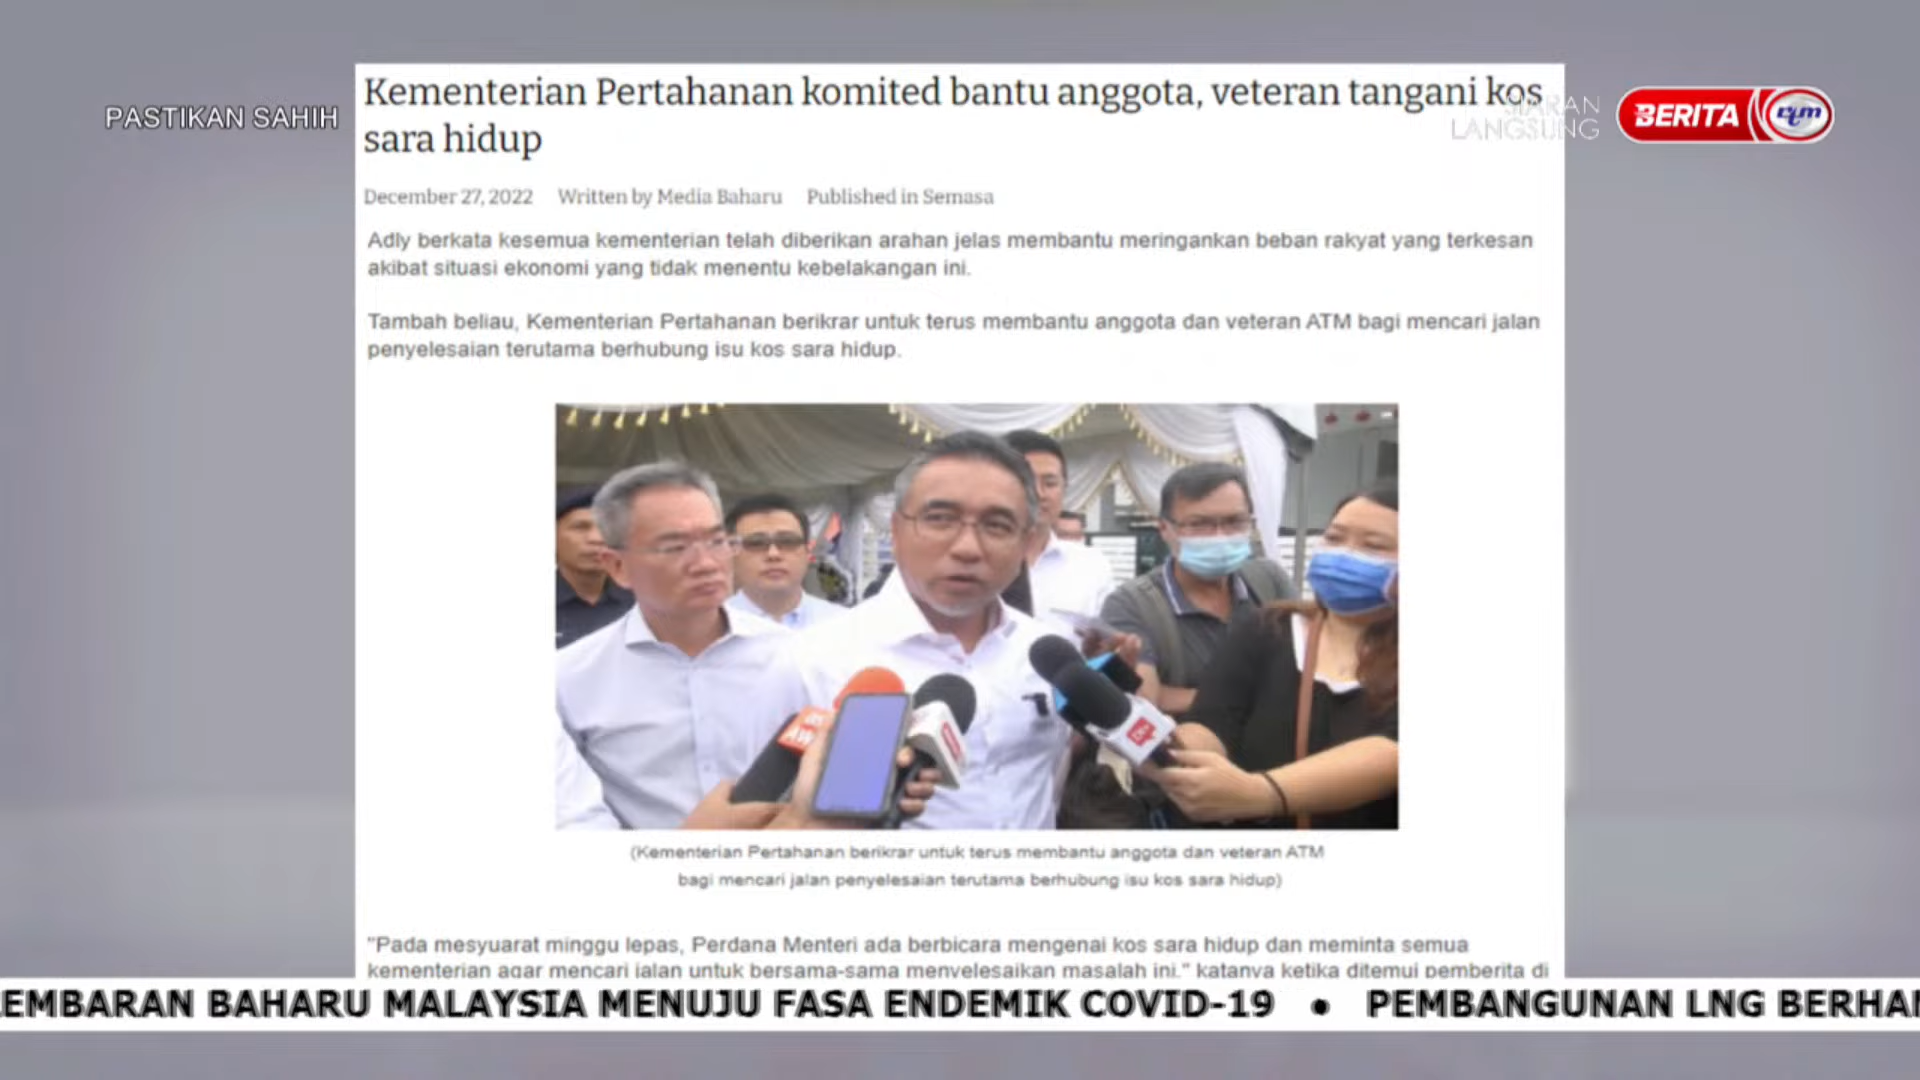 Kementerian Pertahanan komited bantu anggota, veteran tangani kos
sara hidup
PASTIKAN SAHIH
SIARAN
LANGSUNG
BERITA rtm
December 27, 2022 Written by Media Baharu Published in Semasa
Adly berkata kesemua kementerian telah diberikan arahan jelas membantu meringankan beban rakyat yang terkesan
akibat situasi ekonomi yang tidak menentu kebelakangan ini.
Tambah beliau, Kementerian Pertahanan berikrar untuk terus membantu anggota dan veteran ATM bagi mencari jalan
penyelesaian terutama berhubung isu kos sara hidup.
(Kementerian Pertahanan berikrar untuk terus membantu anggota dan veteran ATM
bagi mencari jalan penyelesaian terutama berhubung isu kos sara hidup)
"Pada mesyuarat minggu lepas, Perdana Menteri ada berbicara mengenai kos sara hidup dan meminta semua
kementerian agar mencari jalan untuk bersama-sama menyelesaikan masalah ini," katanya ketika ditemui pemberita di
EMBARAN BAHARU MALAYSIA MENUJU FASA ENDEMIK COVID-19 • PEMBANGUNAN LNG BERHAM